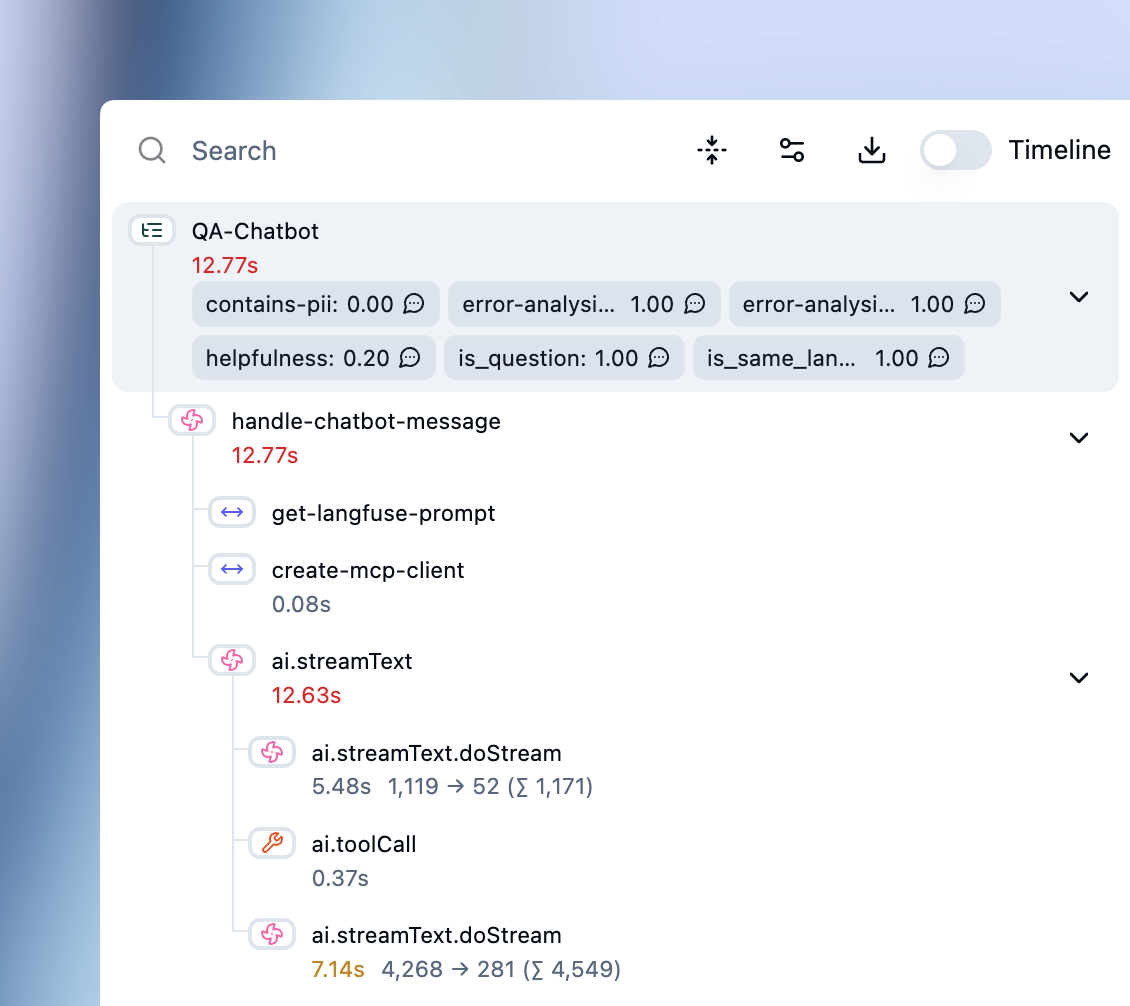 Search Timeline
QA-Chatbot
12.77s
contains-pii: 0.00 error-analysi... 1.00 error-analysi... 1.00
helpfulness: 0.20 is_question: 1.00 is_same_lan... 1.00
handle-chatbot-message
12.77s
get-langfuse-prompt
create-mcp-client
0.08s
ai.streamText
12.63s
ai.streamText.doStream
5.48s 1,119 → 52 (∑ 1,171)
ai.toolCall
0.37s
ai.streamText.doStream
7.14s 4,268 → 281 (∑ 4,549)